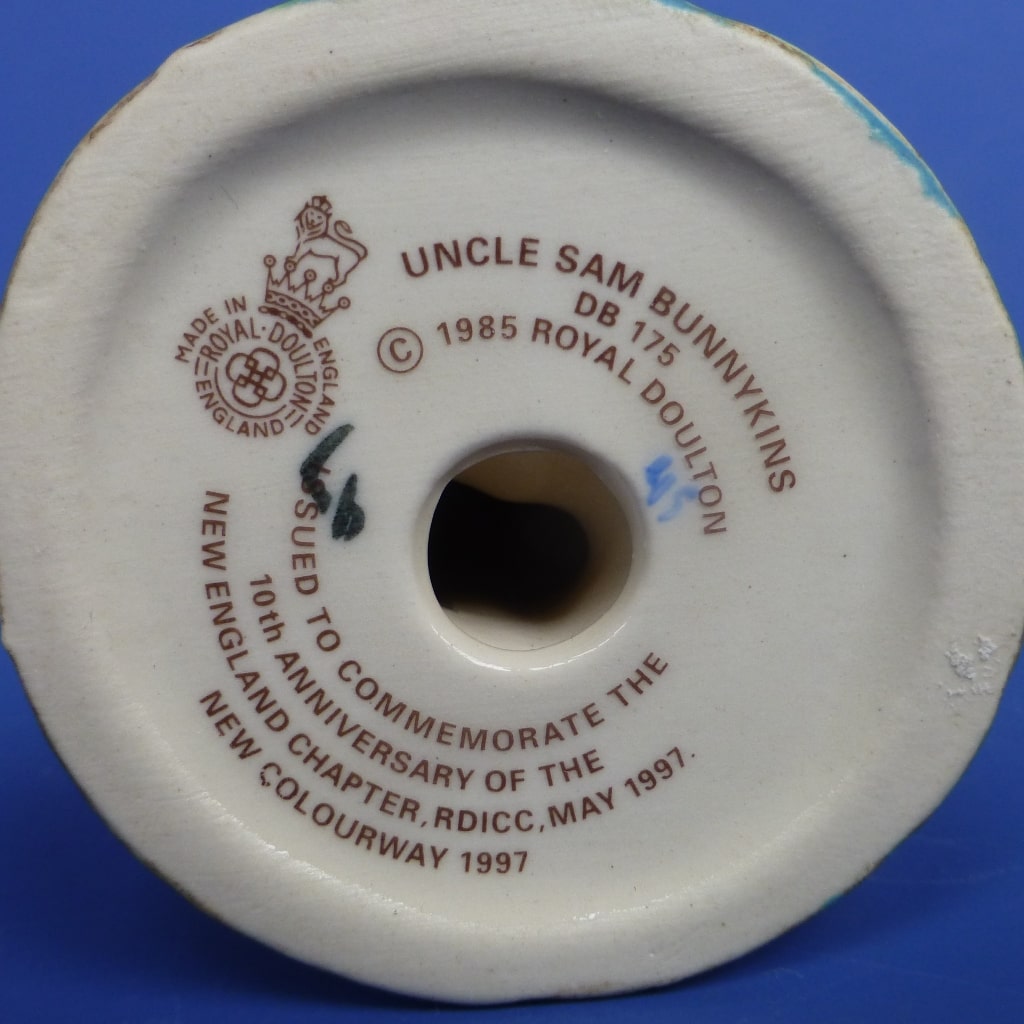 UNCLE SAM BUNNYKINS
DB 175
© 1985 ROYAL DOULTON
MADE IN ENGLAND
ROYAL · DOULTON
ENGLAND
ISSUED TO COMMEMORATE THE
10th ANNIVERSARY OF THE
NEW ENGLAND CHAPTER, RDICC, MAY 1997.
NEW COLOURWAY 1997